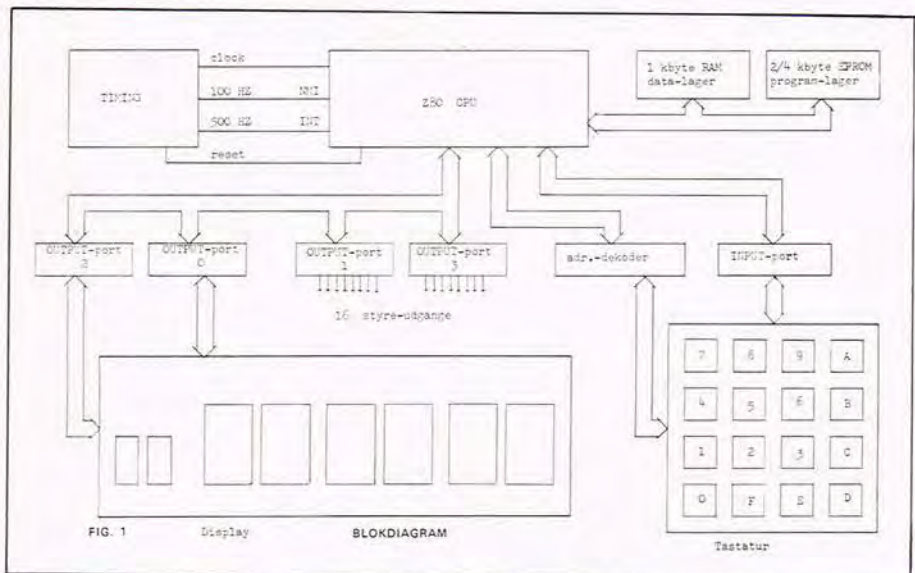 clock
1 kbyte RAM
data-lager
2/4 kbyte EPROM
program-lager
TIMING
100 HZ NMI
Z80 CPU
500 HZ INT
reset
OUTPUT-port
2
OUTPUT-port
0
OUTPUT-port
1
OUTPUT-port
3
adr.-dekoder
INPUT-port
16 styre-udgange
7 8 9 A
4 5 6 B
1 2 3 C
0 F E D
FIG. 1
Display
BLOKDIAGRAM
Tastatur